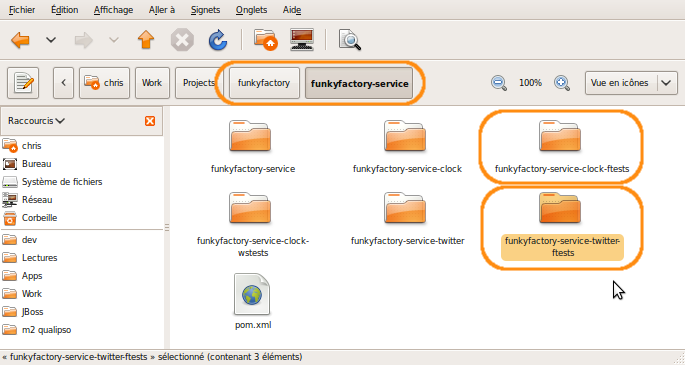 Fichier Édition Affichage Aller à Signets Onglets Aide
chris Work Projects funkyfactory funkyfactory-service 100% Vue en icônes
Raccourcis
chris
Bureau
Système de fichiers
Réseau
Corbeille
dev
Lectures
Apps
Work
JBoss
m2 qualipso
funkyfactory-service funkyfactory-service-clock funkyfactory-service-clock-ftests
funkyfactory-service-clock-
wstests
funkyfactory-service-twitter
funkyfactory-service-twitter-
ftests
pom.xml
« funkyfactory-service-twitter-ftests » sélectionné (contenant 3 éléments)